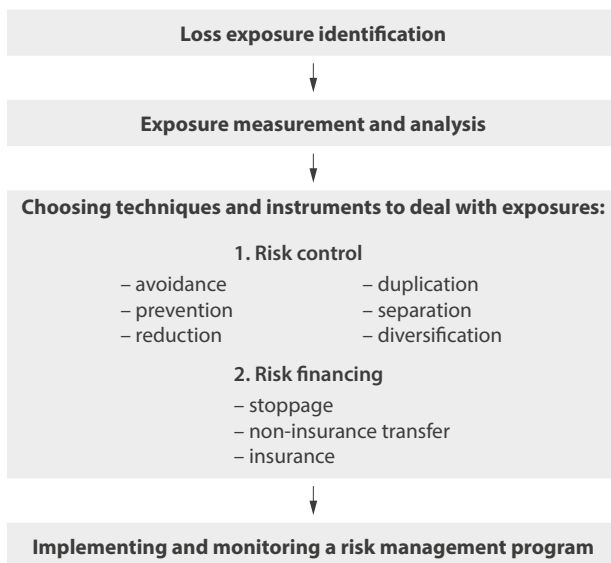 Loss exposure identification
Exposure measurement and analysis
Choosing techniques and instruments to deal with exposures:
1. Risk control
– avoidance
– prevention
– reduction
– duplication
– separation
– diversification
2. Risk financing
– stoppage
– non-insurance transfer
– insurance
Implementing and monitoring a risk management program